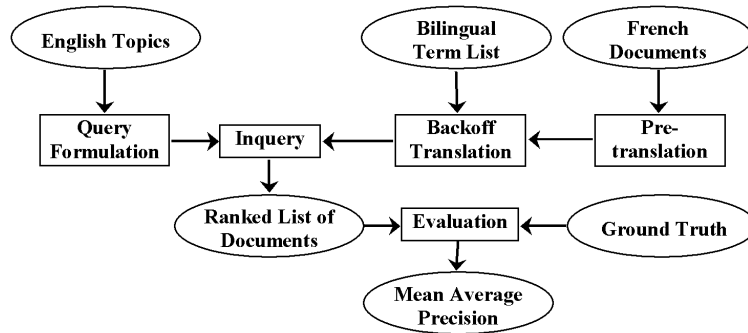 English Topics
Bilingual
Term List
French
Documents
Query
Formulation
Inquery
Backoff
Translation
Pre-
translation
Ranked List of
Documents
Evaluation
Ground Truth
Mean Average
Precision